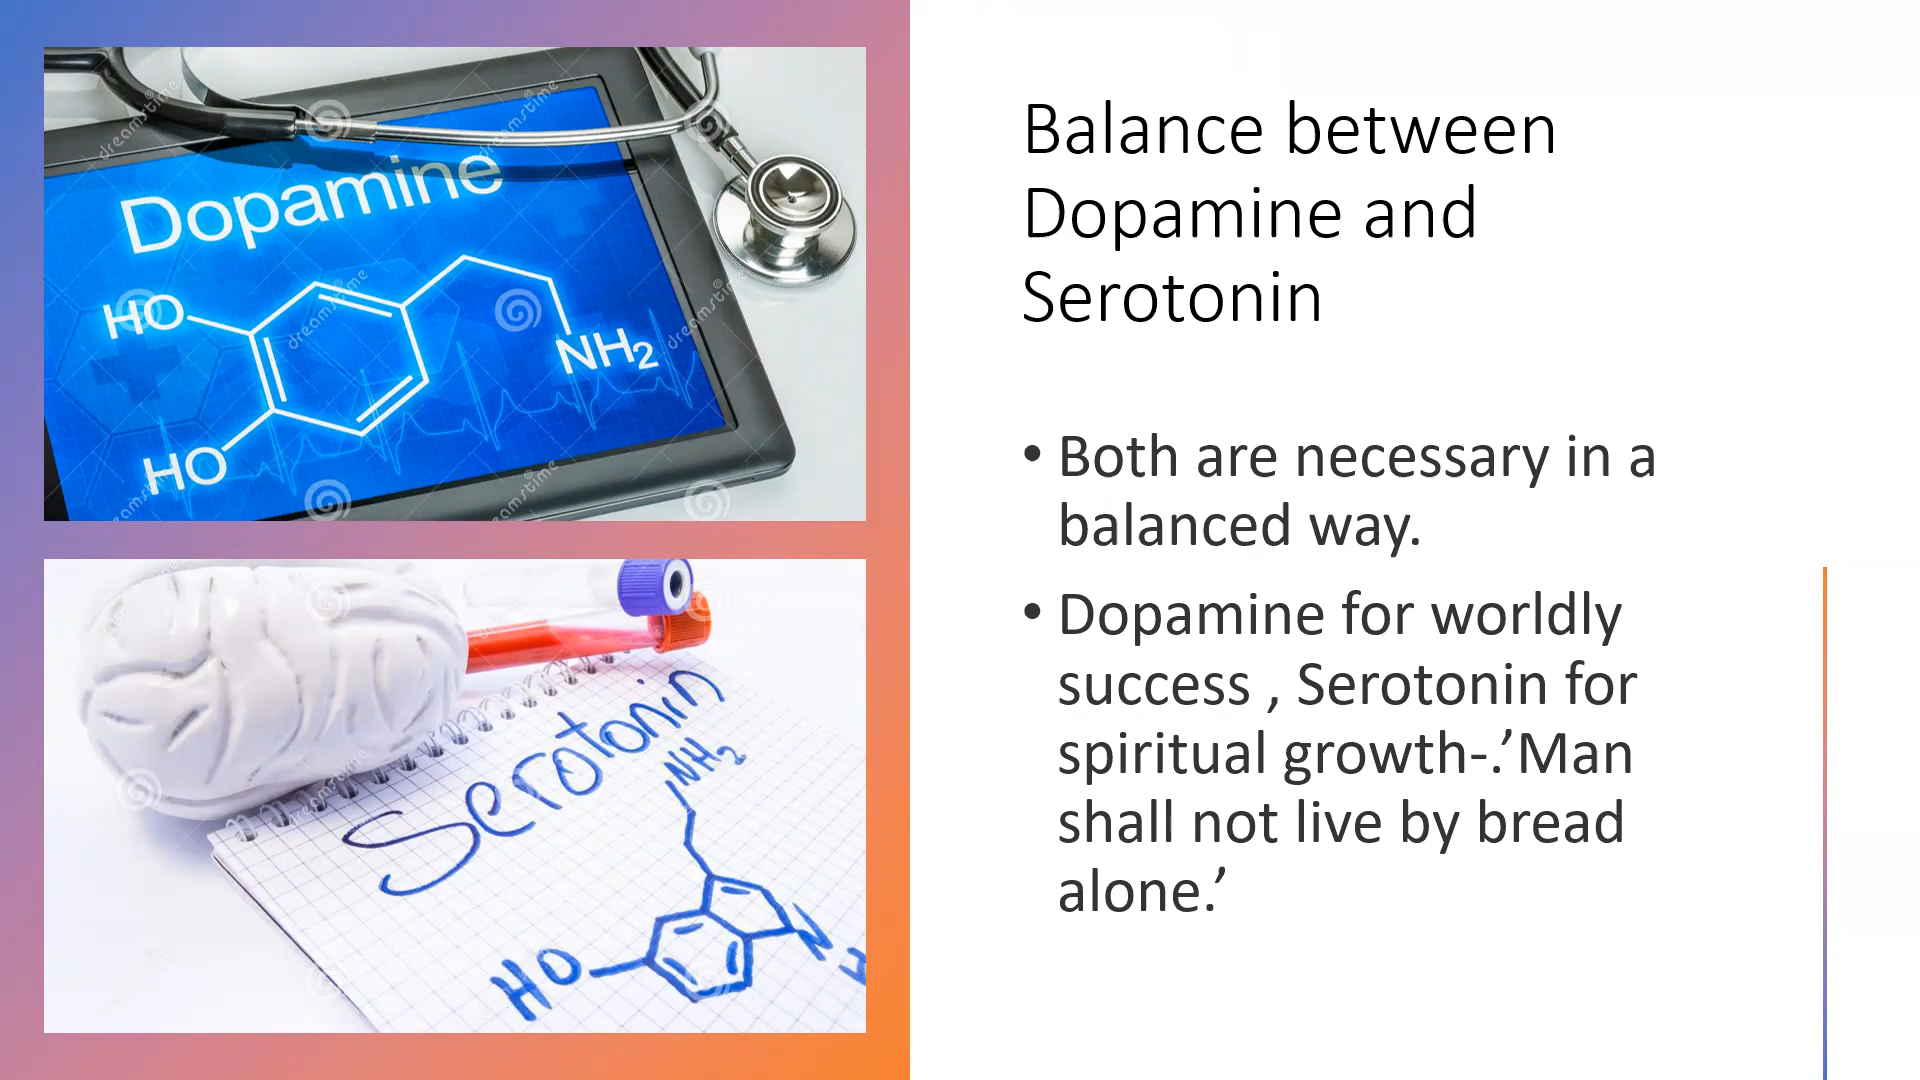 Dopamine
HO
NH2
HO
dreamstime
Serotonin
NH2
HO
N
H
Balance between
Dopamine and
Serotonin
• Both are necessary in a
balanced way.
• Dopamine for worldly
success , Serotonin for
spiritual growth-.’Man
shall not live by bread
alone.’